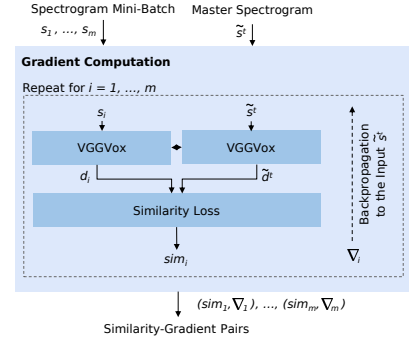 Spectrogram Mini-Batch
Master Spectrogram
s₁, …, sₘ
s̃ᵗ
Gradient Computation
Repeat for i = 1, …, m
sᵢ
s̃ᵗ
VGGVox
VGGVox
dᵢ
d̃ᵗ
Similarity Loss
simᵢ
Backpropagation
to the Input s̃ᵗ
∇ᵢ
(sim₁,∇₁), …, (simₘ,∇ₘ)
Similarity-Gradient Pairs